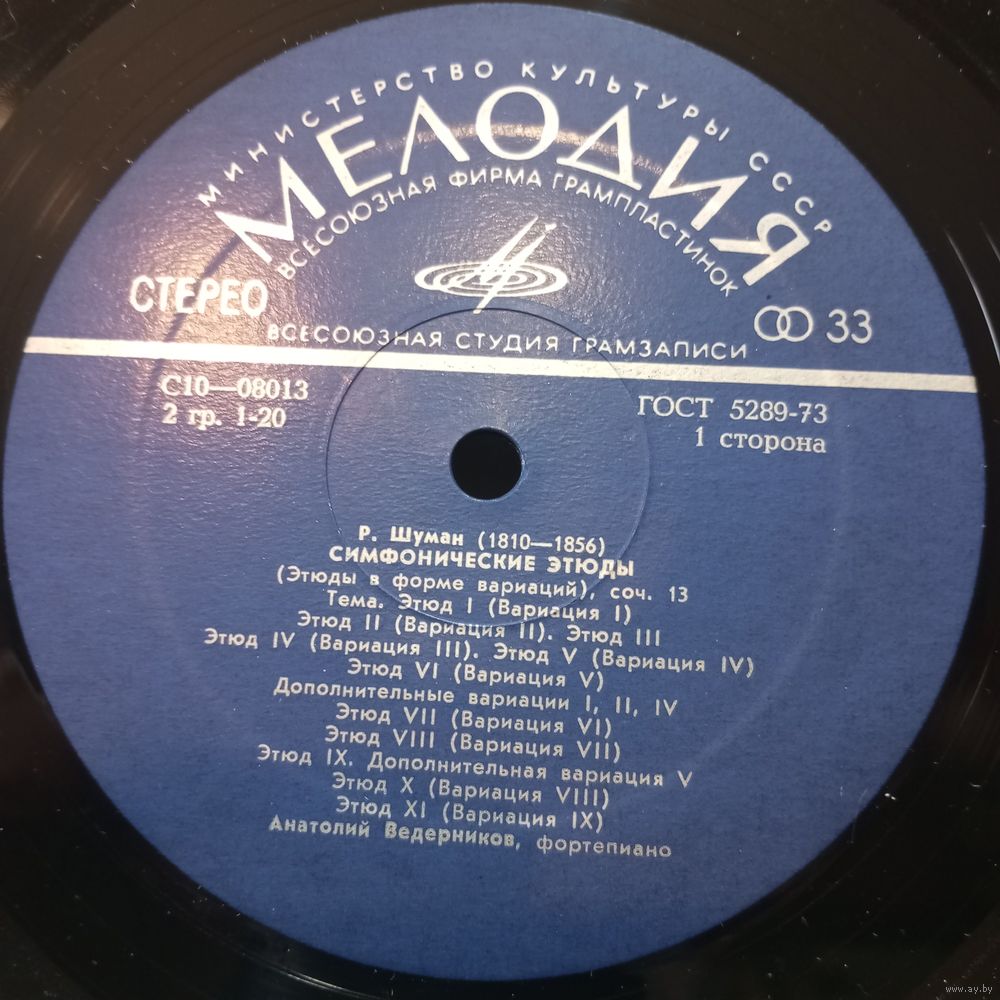 МИНИСТЕРСТВО КУЛЬТУРЫ СССР
МЕЛОДИЯ
ВСЕСОЮЗНАЯ ФИРМА ГРАМПЛАСТИНОК
СТЕРЕО
33
ВСЕСОЮЗНАЯ СТУДИЯ ГРАМЗАПИСИ
С10—08013
2 гр. 1-20
ГОСТ 5289-73
1 сторона
Р. Шуман (1810—1856)
СИМФОНИЧЕСКИЕ ЭТЮДЫ
(Этюды в форме вариаций), соч. 13
Тема. Этюд I (Вариация I)
Этюд II (Вариация II). Этюд III
Этюд IV (Вариация III). Этюд V (Вариация IV)
Этюд VI (Вариация V)
Дополнительные вариации I, II, IV
Этюд VII (Вариация VI)
Этюд VIII (Вариация VII)
Этюд IX. Дополнительная вариация V
Этюд X (Вариация VIII)
Этюд XI (Вариация IX)
Анатолий Ведерников, фортепиано
www.ay.by